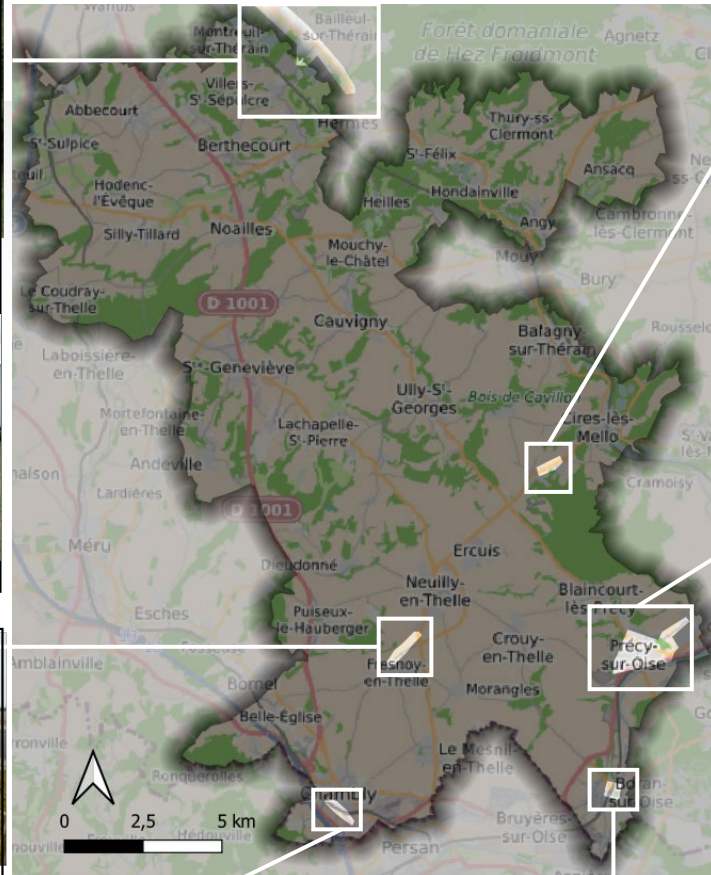 Bailleul-
sur-Thérain
Montreuil-
sur-Thérain
Forêt domaniale
de Hez Froidmont
Agnetz
Villers-
Sᵗ-Sépulcre
Abbecourt
Hermes
Thury-ss-
Clermont
Sᵗ-Sulpice
Berthecourt
Sᵗ-Félix
Ansacq
Hodenc-
l'Évêque
Heilles
Hondainville
Silly-Tillard
Noailles
Angy
Cambronne-
lès-Clermont
Mouchy-
le-Châtel
Mouy
Bury
Le Coudray-
sur-Thelle
D 1001
Cauvigny
Balagny-
sur-Thérain
Laboissière-
en-Thelle
Sᵗᵉ-Geneviève
Ully-Sᵗ-
Georges
Bois de Cavillon
Mortefontaine-
en-Thelle
Lachapelle-
Sᵗ-Pierre
Cires-lès-
Mello
Andeville
Cramoisy
Lardières
D 1001
Méru
Ercuis
Dieudonné
Neuilly-
en-Thelle
Blaincourt-
lès-Précy
Esches
Puiseux-
le-Hauberger
Crouy-
en-Thelle
Précy-
sur-Oise
Amblainville
Fresnoy-
en-Thelle
Bornel
Morangles
Belle-Église
Le Mesnil-
en-Thelle
Ronquerolles
Chambly
Boran-
sur-Oise
Bruyères-
sur-Oise
Hédouville
Persan
0 2,5 5 km